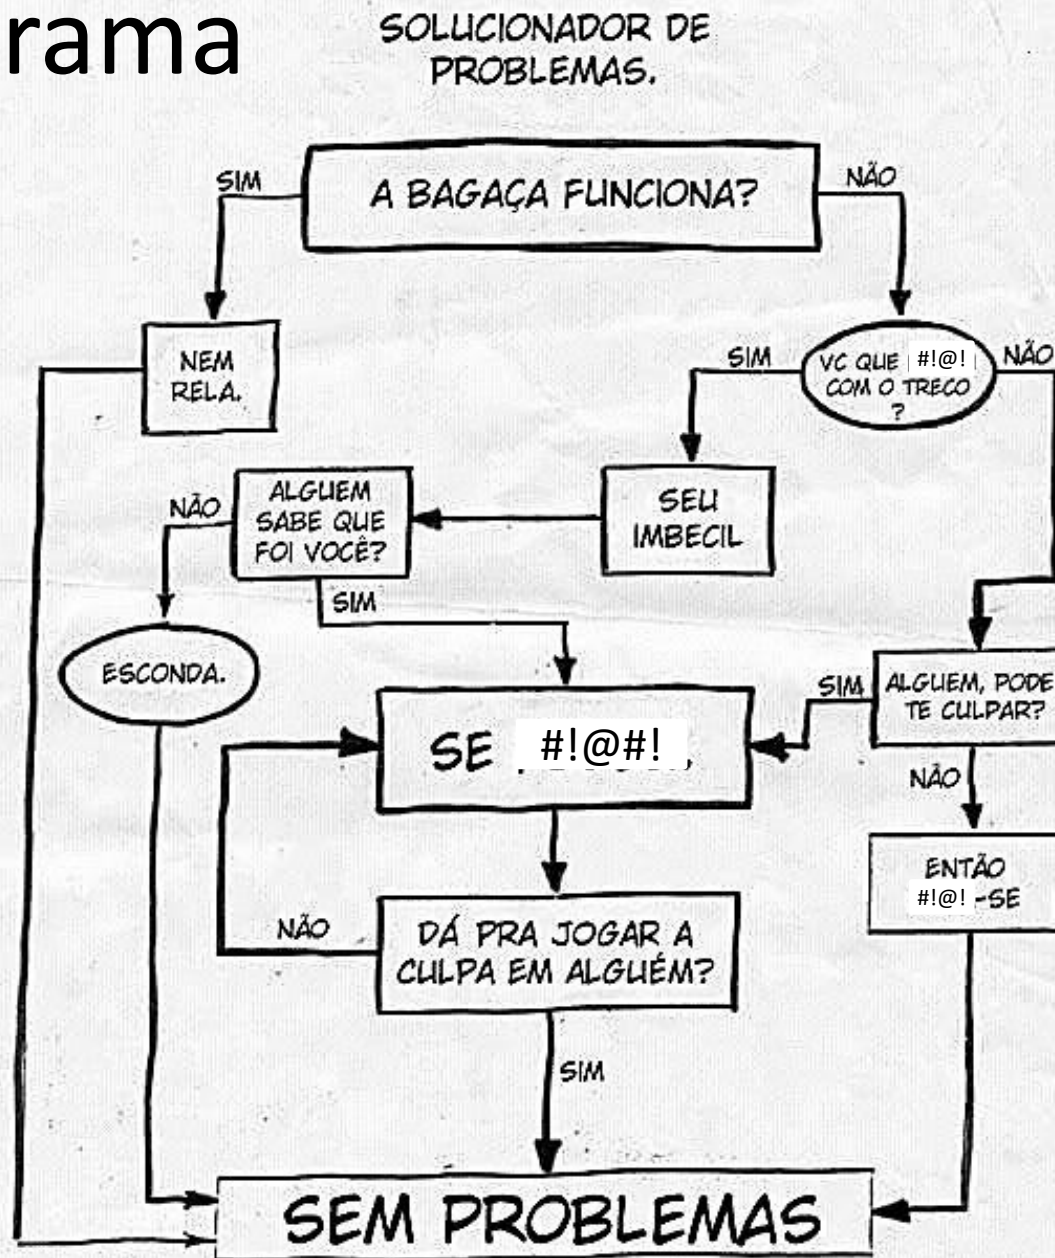 rama
SOLUCIONADOR DE
PROBLEMAS.
A BAGAÇA FUNCIONA?
SIM
NÃO
NEM
RELA.
VC QUE #!@!
COM O TRECO
?
SIM
NÃO
SEU
IMBECIL
ALGUEM
SABE QUE
FOI VOCÊ?
NÃO
SIM
ESCONDA.
ALGUEM, PODE
TE CULPAR?
SIM
NÃO
SE #!@#!
ENTÃO
#!@! -SE
DÁ PRA JOGAR A
CULPA EM ALGUÉM?
NÃO
SIM
SEM PROBLEMAS